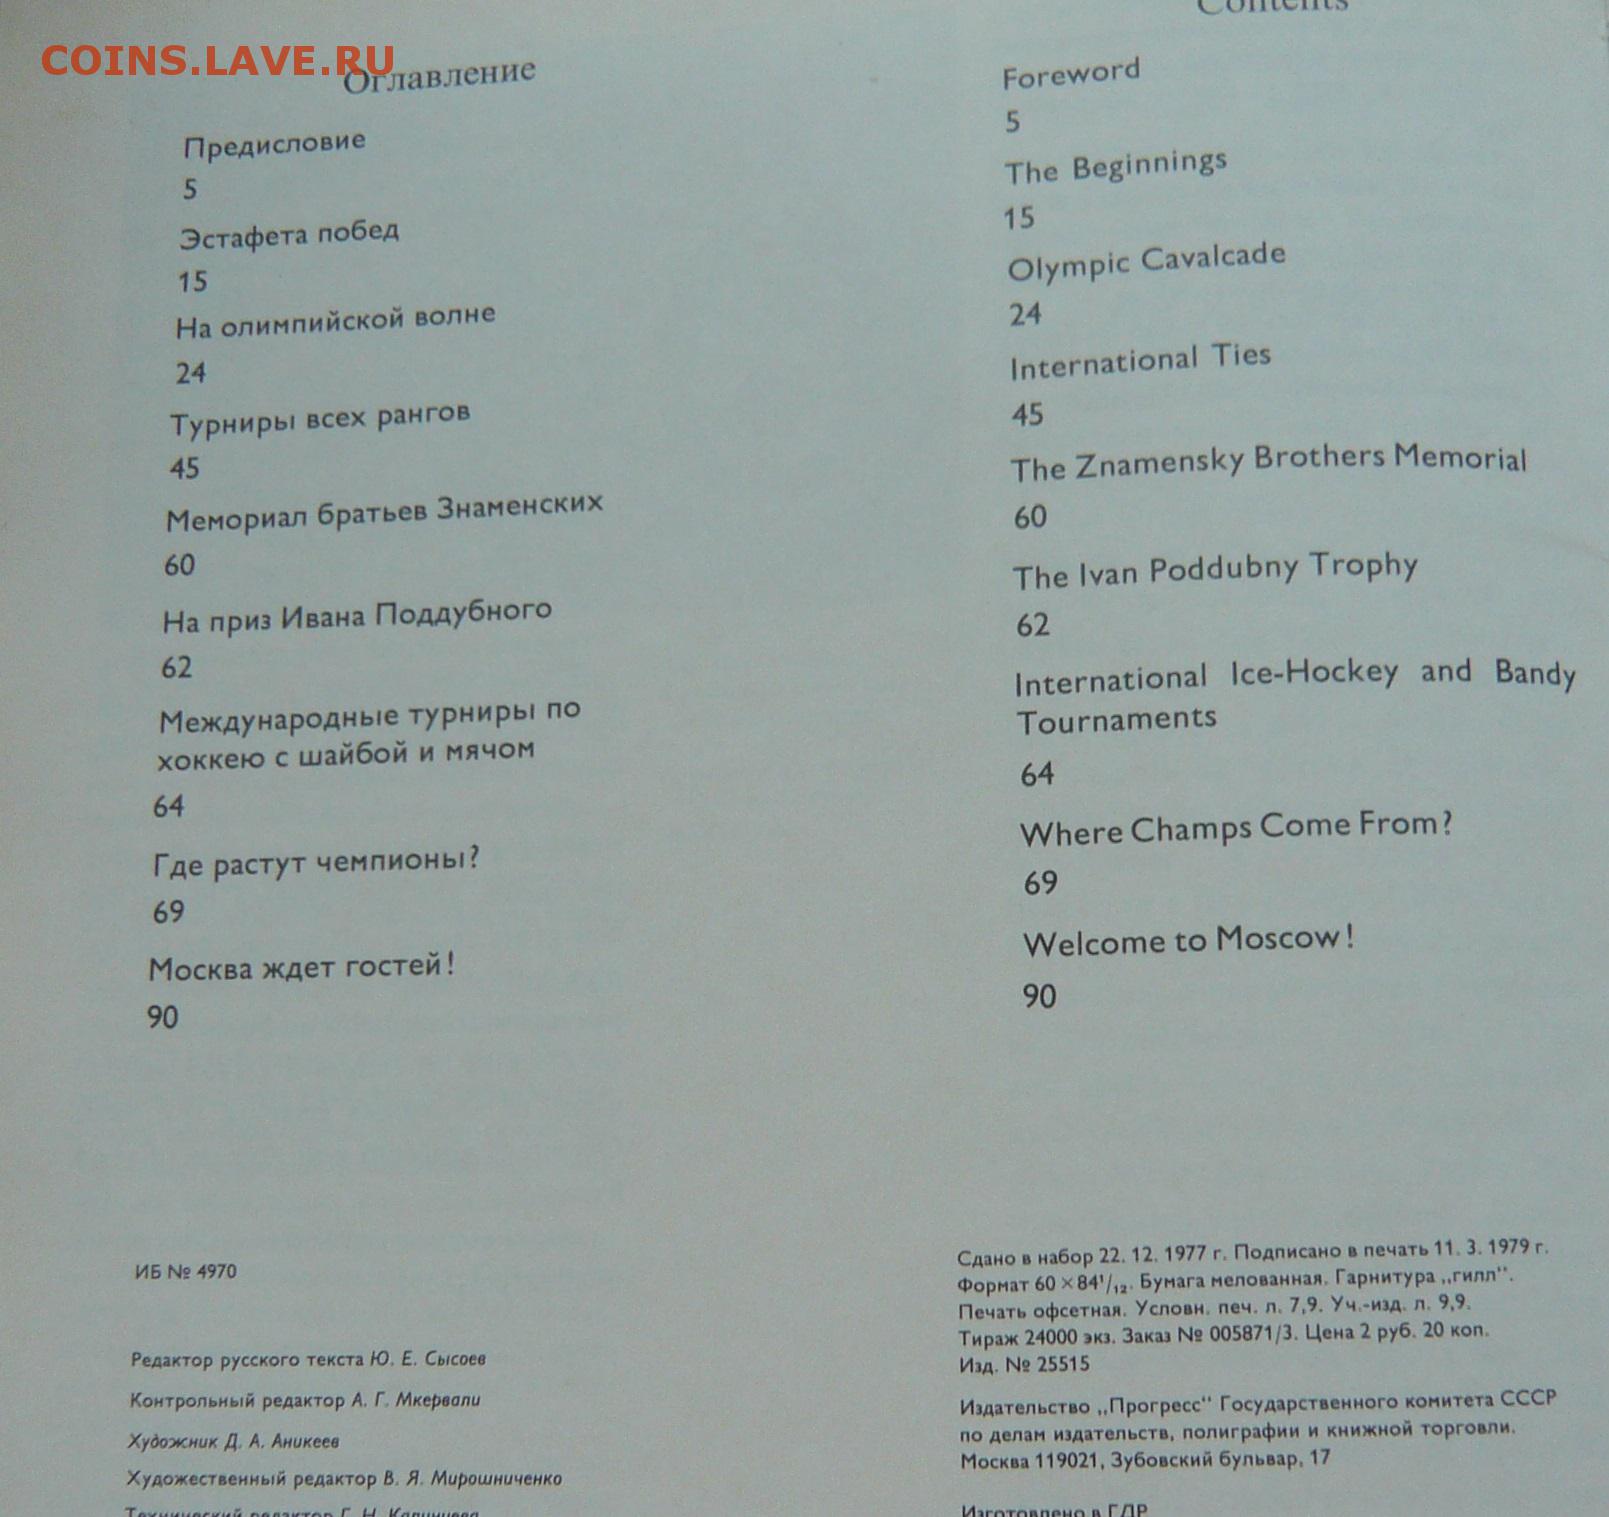 COINS.LAVE.RU
Оглавление
Предисловие
5
Эстафета побед
15
На олимпийской волне
24
Турниры всех рангов
45
Мемориал братьев Знаменских
60
На приз Ивана Поддубного
62
Международные турниры по
хоккею с шайбой и мячом
64
Где растут чемпионы?
69
Москва ждет гостей!
90
Contents
Foreword
5
The Beginnings
15
Olympic Cavalcade
24
International Ties
45
The Znamensky Brothers Memorial
60
The Ivan Poddubny Trophy
62
International Ice-Hockey and Bandy
Tournaments
64
Where Champs Come From?
69
Welcome to Moscow!
90
ИБ № 4970
Редактор русского текста Ю. Е. Сысоев
Контрольный редактор А. Г. Мкервали
Художник Д. А. Аникеев
Художественный редактор В. Я. Мирошниченко
Технический редактор Г. Н. Калинцева
Сдано в набор 22. 12. 1977 г. Подписано в печать 11. 3. 1979 г.
Формат 60 × 84¹/₁₂. Бумага мелованная. Гарнитура „гилл“.
Печать офсетная. Условн. печ. л. 7,9. Уч.-изд. л. 9,9.
Тираж 24000 экз. Заказ № 005871/3. Цена 2 руб. 20 коп.
Изд. № 25515
Издательство „Прогресс“ Государственного комитета СССР
по делам издательств, полиграфии и книжной торговли.
Москва 119021, Зубовский бульвар, 17
Изготовлено в ГДР